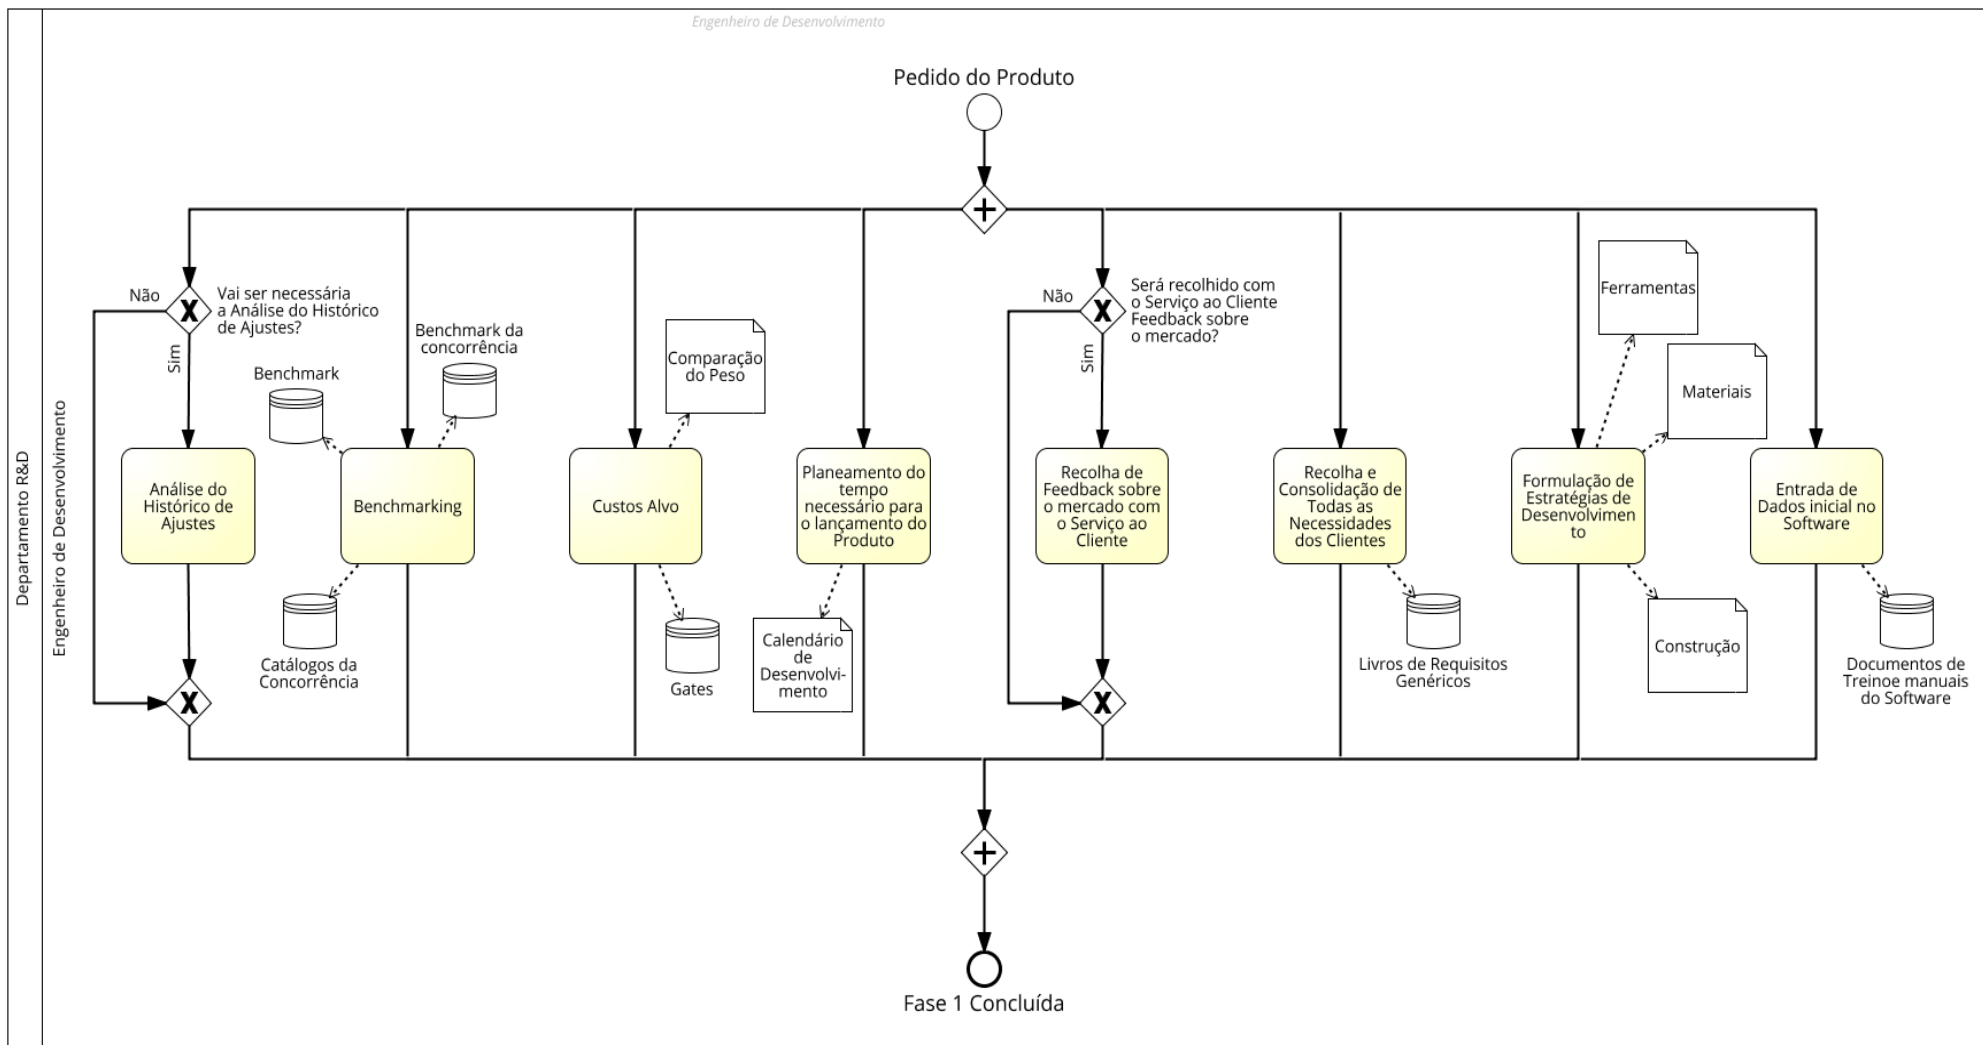 Engenheiro de Desenvolvimento
Pedido do Produto
Departamento R&D
Engenheiro de Desenvolvimento
Não
Vai ser necessária
a Análise do Histórico
de Ajustes?
Sim
Benchmark
Benchmark da
concorrência
Comparação
do Peso
Não
Será recolhido com
o Serviço ao Cliente
Feedback sobre
o mercado?
Sim
Ferramentas
Materiais
Análise do
Histórico de
Ajustes
Benchmarking
Custos Alvo
Planeamento do
tempo
necessário para
o lançamento do
Produto
Recolha de
Feedback sobre
o mercado com
o Serviço ao
Cliente
Recolha e
Consolidação de
Todas as
Necessidades
dos Clientes
Formulação de
Estratégias de
Desenvolvimen
to
Entrada de
Dados inicial no
Software
Catálogos da
Concorrência
Gates
Calendário
de
Desenvolvi-
mento
Livros de Requisitos
Genéricos
Construção
Documentos de
Treinoe manuais
do Software
Fase 1 Concluída